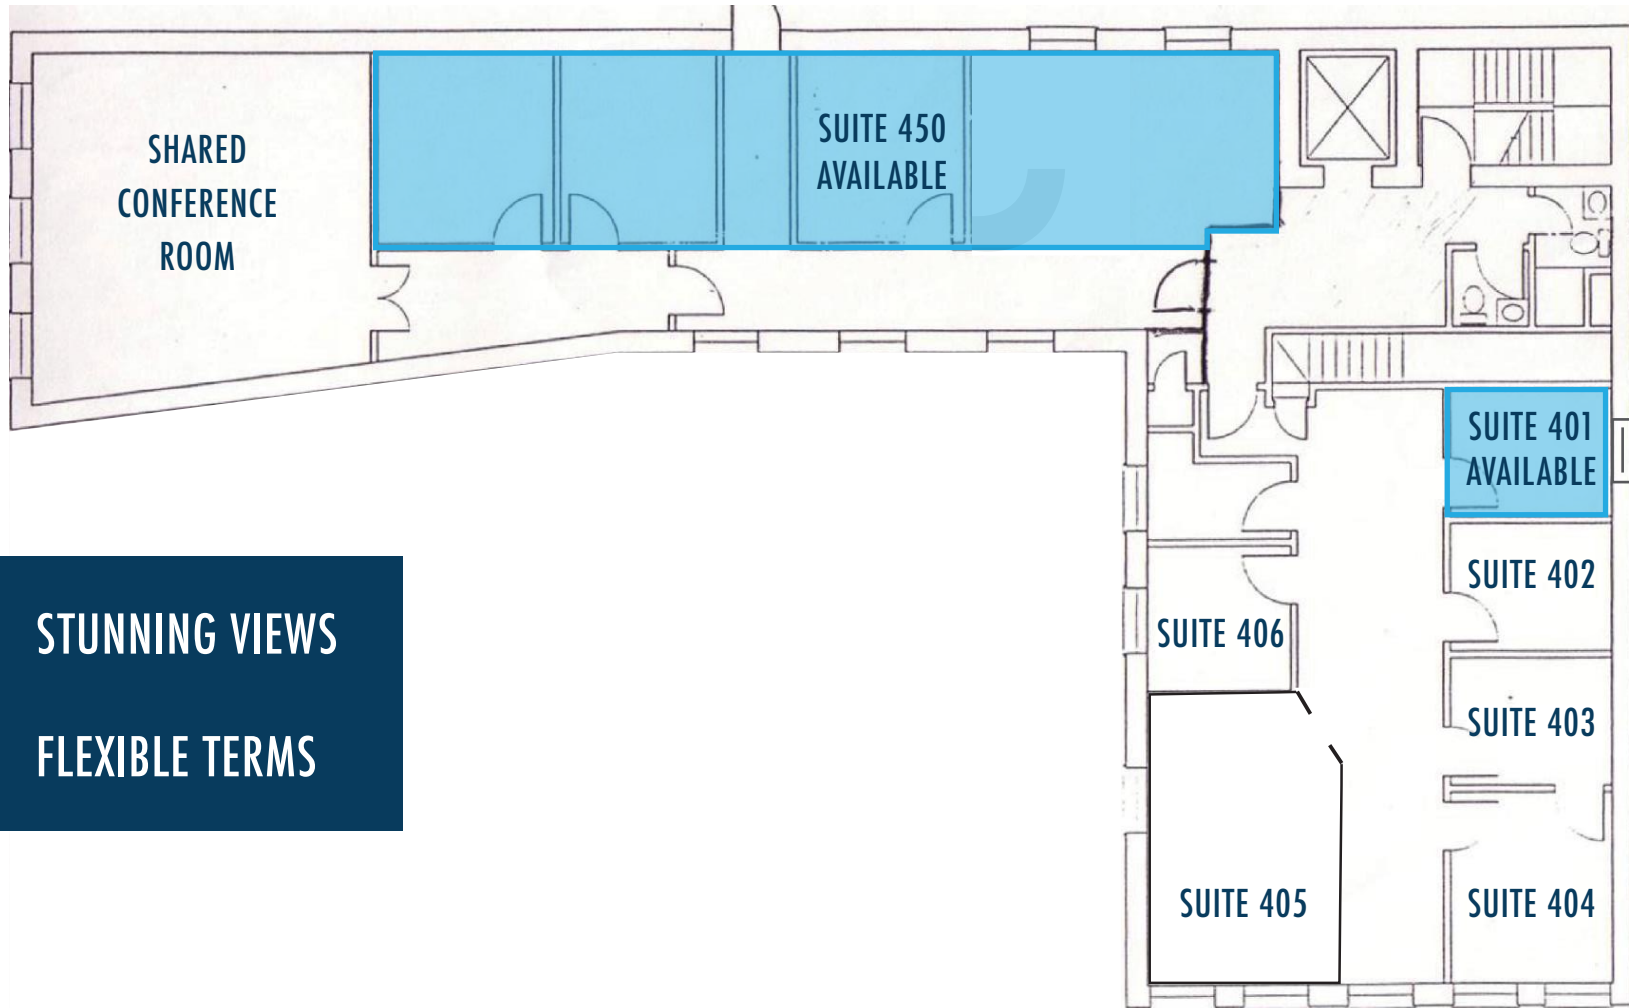 SHARED
CONFERENCE
ROOM
SUITE 450
AVAILABLE
SUITE 401
AVAILABLE
SUITE 402
SUITE 406
SUITE 403
SUITE 405
SUITE 404
STUNNING VIEWS
FLEXIBLE TERMS